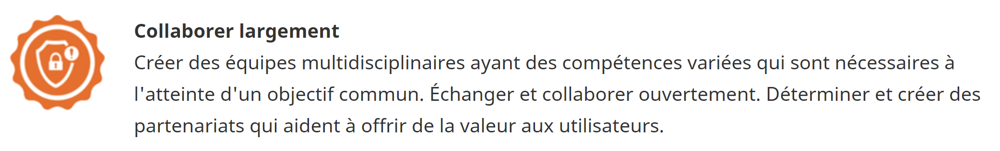 Collaborer largement
Créer des équipes multidisciplinaires ayant des compétences variées qui sont nécessaires à
l'atteinte d'un objectif commun. Échanger et collaborer ouvertement. Déterminer et créer des
partenariats qui aident à offrir de la valeur aux utilisateurs.